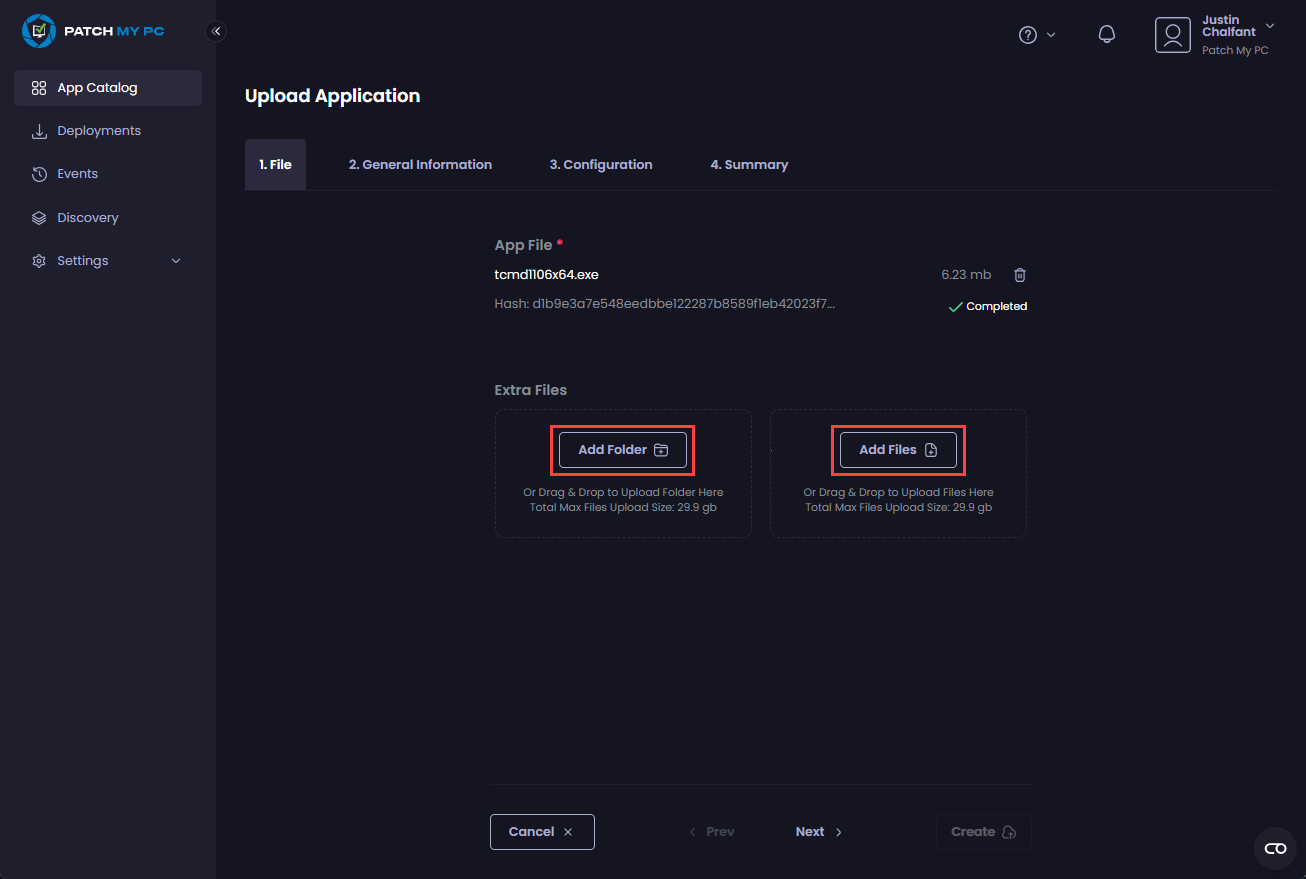 PATCH MY PC
Justin
Chalfant
Patch My PC
App Catalog
Deployments
Events
Discovery
Settings
Upload Application
1. File
2. General Information
3. Configuration
4. Summary
App File *
tcmd1106x64.exe
6.23 mb
Hash: d1b9e3a7e548eedbbe122287b8589f1eb42023f7...
Completed
Extra Files
Add Folder
Or Drag & Drop to Upload Folder Here
Total Max Files Upload Size: 29.9 gb
Add Files
Or Drag & Drop to Upload Files Here
Total Max Files Upload Size: 29.9 gb
Cancel
Prev
Next
Create